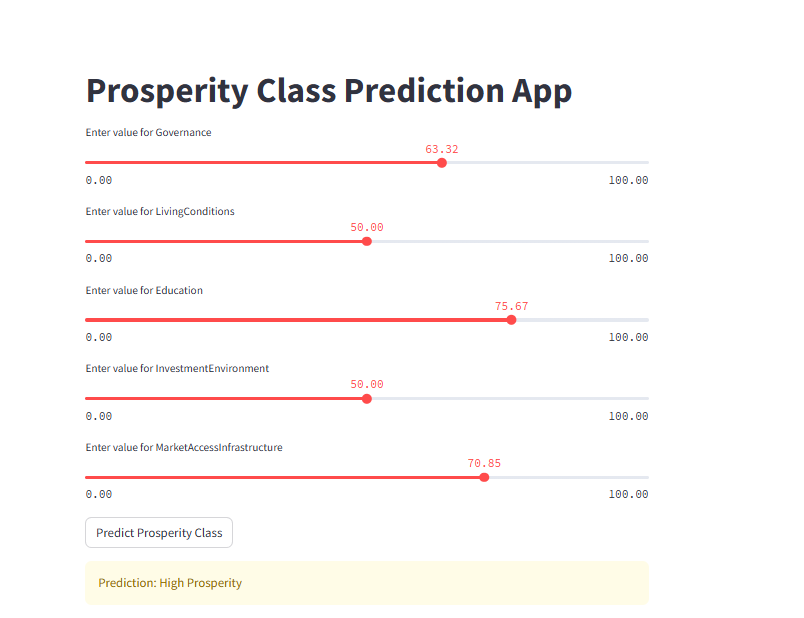 Prosperity Class Prediction App
Enter value for Governance
63.32
0.00 100.00
Enter value for LivingConditions
50.00
0.00 100.00
Enter value for Education
75.67
0.00 100.00
Enter value for InvestmentEnvironment
50.00
0.00 100.00
Enter value for MarketAccessInfrastructure
70.85
0.00 100.00
Predict Prosperity Class
Prediction: High Prosperity